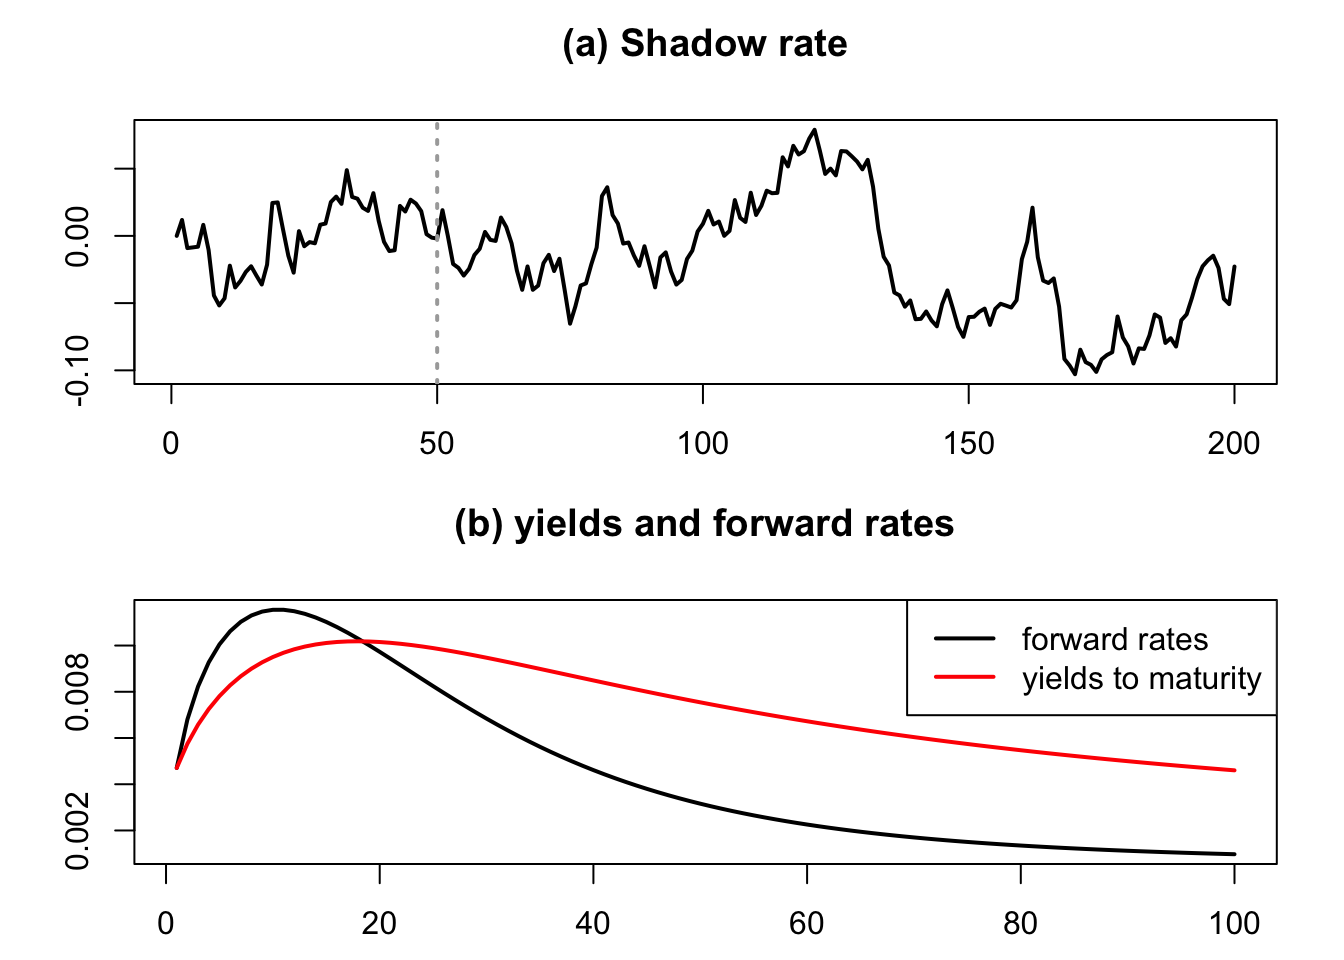 (a) Shadow rate
0.00
-0.10
0 50 100 150 200
(b) yields and forward rates
0.008
0.002
forward rates
yields to maturity
0 20 40 60 80 100